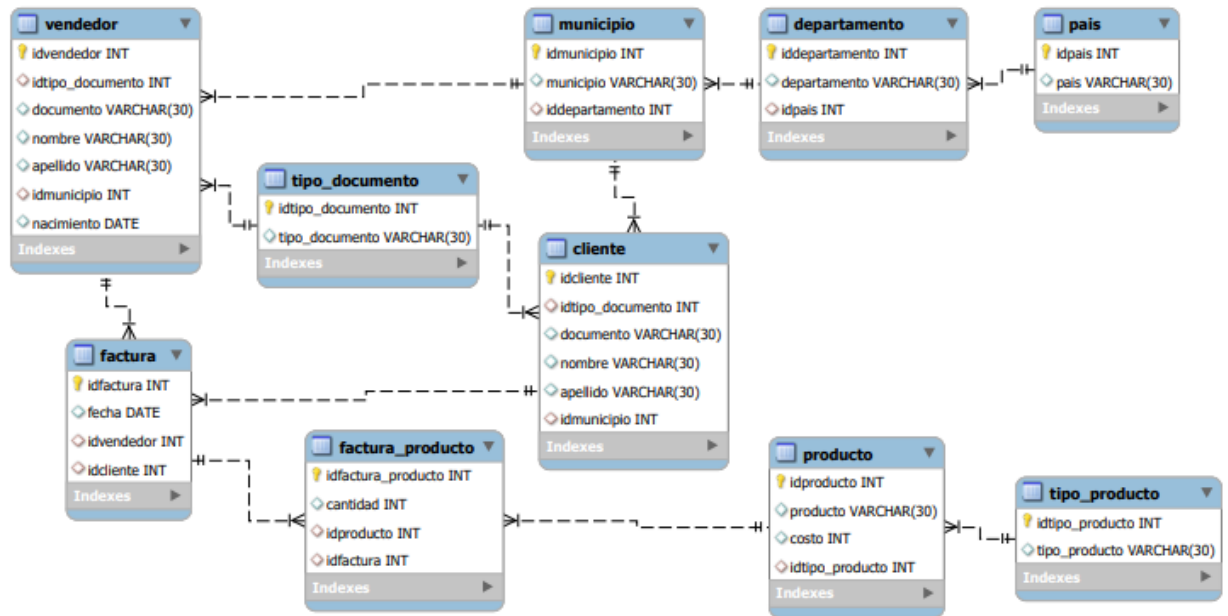 vendedor
idvendedor INT
idtipo_documento INT
documento VARCHAR(30)
nombre VARCHAR(30)
apellido VARCHAR(30)
idmunicipio INT
nacimiento DATE
Indexes
municipio
idmunicipio INT
municipio VARCHAR(30)
iddepartamento INT
Indexes
departamento
iddepartamento INT
departamento VARCHAR(30)
idpais INT
Indexes
pais
idpais INT
pais VARCHAR(30)
Indexes
tipo_documento
idtipo_documento INT
tipo_documento VARCHAR(30)
Indexes
cliente
idcliente INT
idtipo_documento INT
documento VARCHAR(30)
nombre VARCHAR(30)
apellido VARCHAR(30)
idmunicipio INT
Indexes
factura
idfactura INT
fecha DATE
idvendedor INT
idcliente INT
Indexes
factura_producto
idfactura_producto INT
cantidad INT
idproducto INT
idfactura INT
Indexes
producto
idproducto INT
producto VARCHAR(30)
costo INT
idtipo_producto INT
Indexes
tipo_producto
idtipo_producto INT
tipo_producto VARCHAR(30)
Indexes